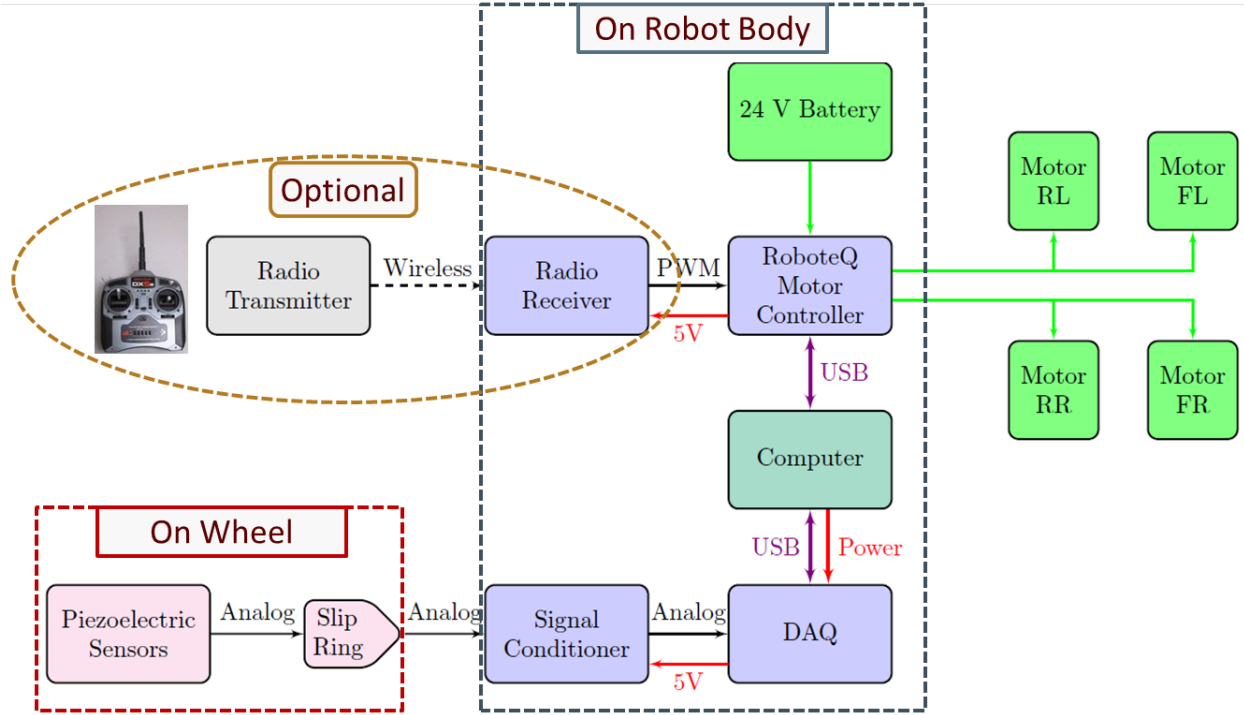 On Robot Body
24 V Battery
Optional
Motor
RL
Motor
FL
Radio
Transmitter
Wireless
Radio
Receiver
PWM
5V
RoboteQ
Motor
Controller
USB
Motor
RR
Motor
FR
Computer
On Wheel
USB
Power
Piezoelectric
Sensors
Analog
Slip
Ring
Analog
Signal
Conditioner
Analog
5V
DAQ